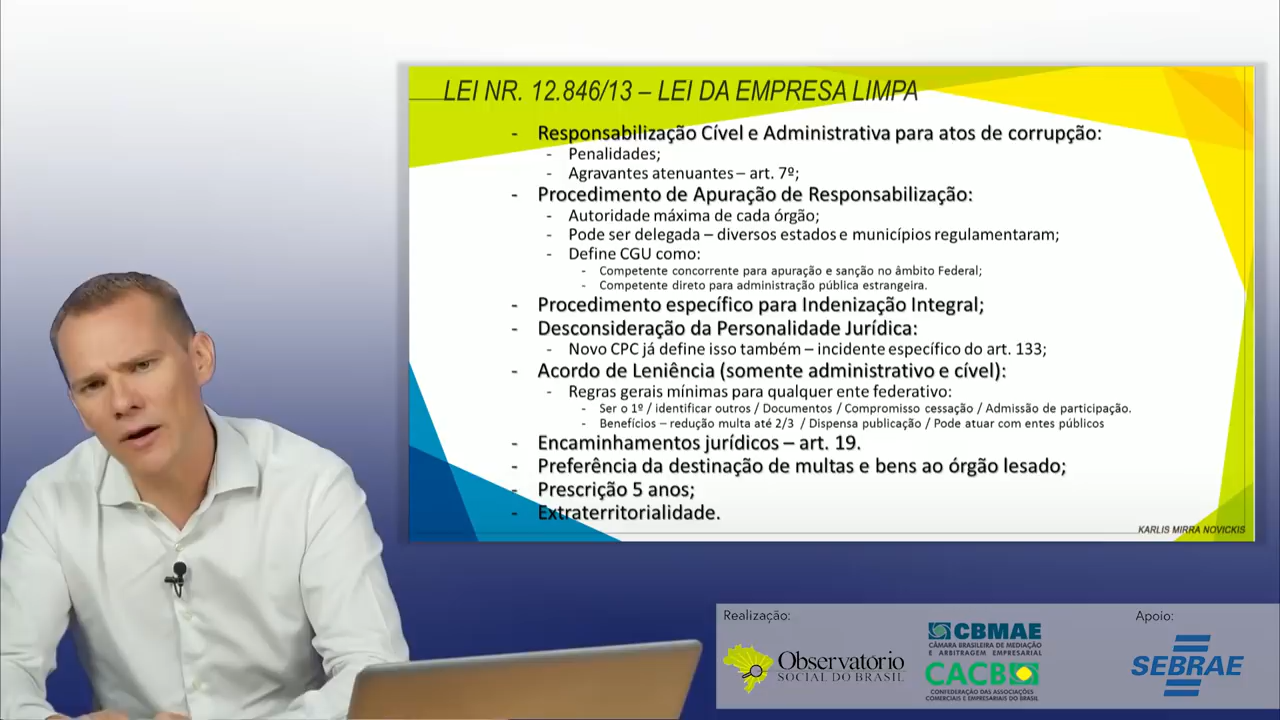 LEI NR. 12.846/13 – LEI DA EMPRESA LIMPA
- Responsabilização Cível e Administrativa para atos de corrupção:
- Penalidades;
- Agravantes atenuantes – art. 7º;
- Procedimento de Apuração de Responsabilização:
- Autoridade máxima de cada órgão;
- Pode ser delegada – diversos estados e municípios regulamentaram;
- Define CGU como:
- Competente concorrente para apuração e sanção no âmbito Federal;
- Competente direto para administração pública estrangeira.
- Procedimento específico para Indenização Integral;
- Desconsideração da Personalidade Jurídica:
- Novo CPC já define isso também – incidente específico do art. 133;
- Acordo de Leniência (somente administrativo e cível):
- Regras gerais mínimas para qualquer ente federativo:
- Ser o 1º / identificar outros / Documentos / Compromisso cessação / Admissão de participação.
- Benefícios – redução multa até 2/3 / Dispensa publicação / Pode atuar com entes públicos
- Encaminhamentos jurídicos – art. 19.
- Preferência da destinação de multas e bens ao órgão lesado;
- Prescrição 5 anos;
- Extraterritorialidade.
KARLIS MIRRA NOVICKIS
Realização:
Observatório
SOCIAL DO BRASIL
CBMAE
CÂMARA BRASILEIRA DE MEDIAÇÃO
E ARBITRAGEM EMPRESARIAL
CACB
CONFEDERAÇÃO DAS ASSOCIAÇÕES
COMERCIAIS E EMPRESARIAIS DO BRASIL
Apoio:
SEBRAE